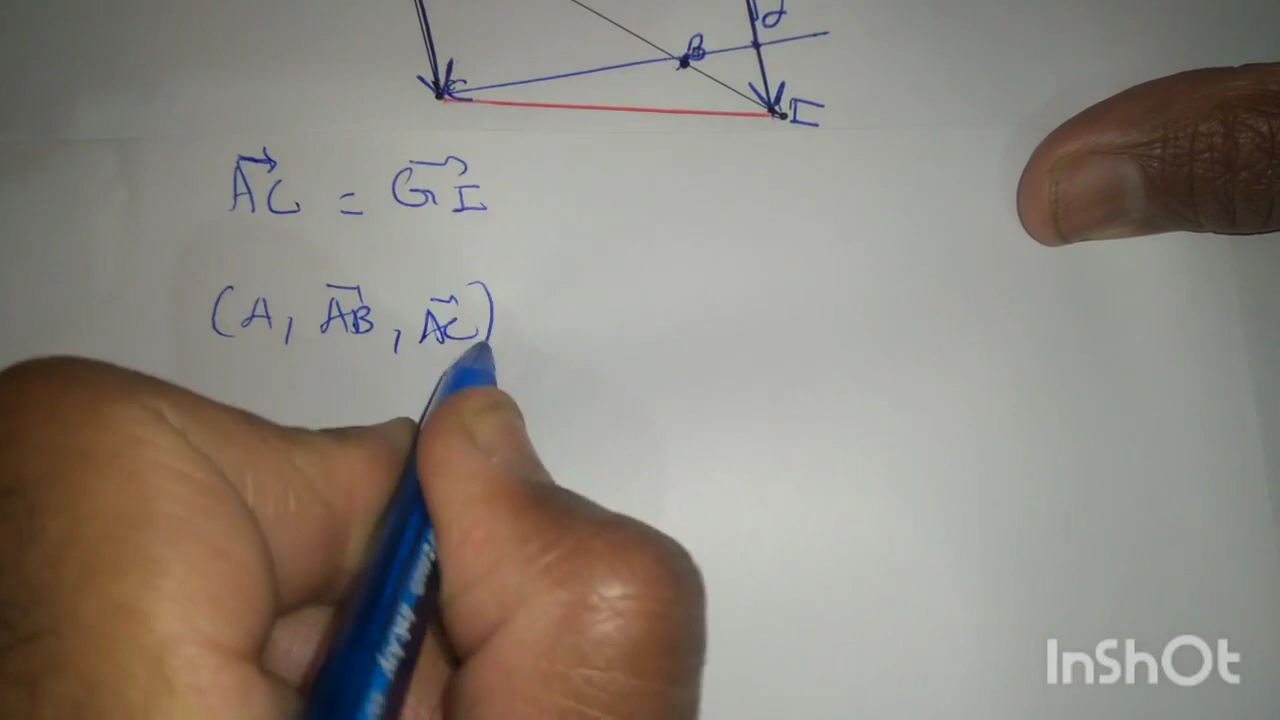 d
B
C
I
AC = GI
(A, AB, AC)
InShOt